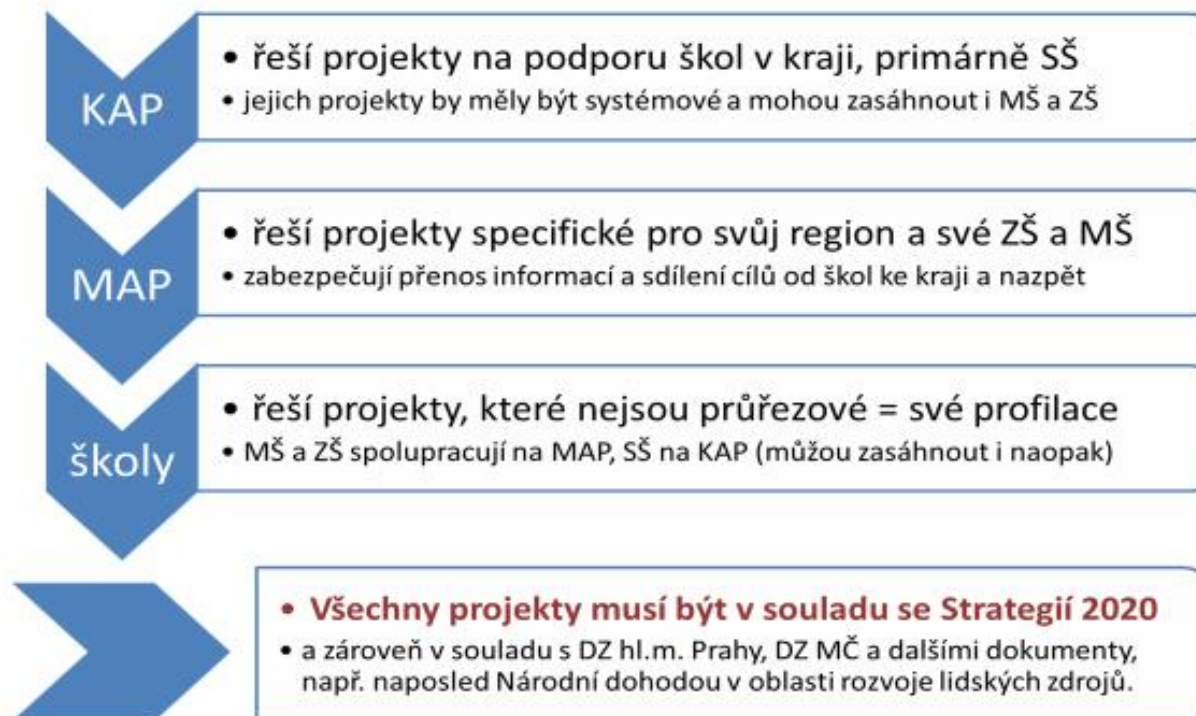 KAP
• řeší projekty na podporu škol v kraji, primárně SŠ
• jejich projekty by měly být systémové a mohou zasáhnout i MŠ a ZŠ
MAP
• řeší projekty specifické pro svůj region a své ZŠ a MŠ
• zabezpečují přenos informací a sdílení cílů od škol ke kraji a nazpět
školy
• řeší projekty, které nejsou průřezové = své profilace
• MŠ a ZŠ spolupracují na MAP, SŠ na KAP (můžou zasáhnout i naopak)
• Všechny projekty musí být v souladu se Strategií 2020
• a zároveň v souladu s DZ hl.m. Prahy, DZ MČ a dalšími dokumenty,
např. naposled Národní dohodou v oblasti rozvoje lidských zdrojů.